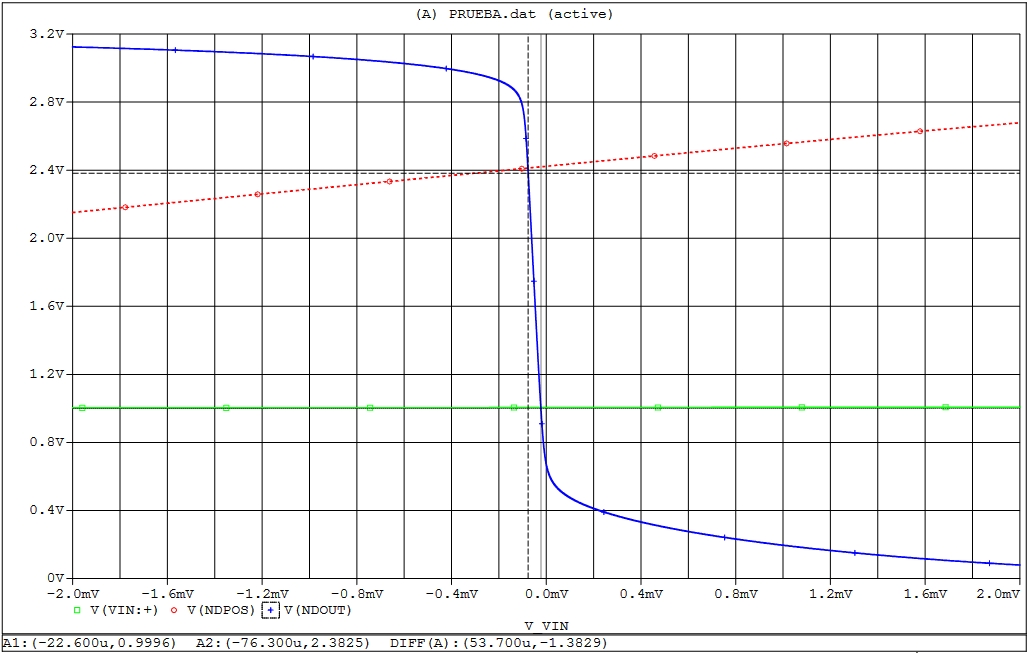 (A) PRUEBA.dat (active)
3.2V
2.8V
2.4V
2.0V
1.6V
1.2V
0.8V
0.4V
0V
-2.0mV -1.6mV -1.2mV -0.8mV -0.4mV 0.0mV 0.4mV 0.8mV 1.2mV 1.6mV 2.0mV
V(VIN:+) V(NDPOS) V(NDOUT)
V_VIN
A1:(-22.600u,0.9996) A2:(-76.300u,2.3825) DIFF(A):(53.700u,-1.3829)